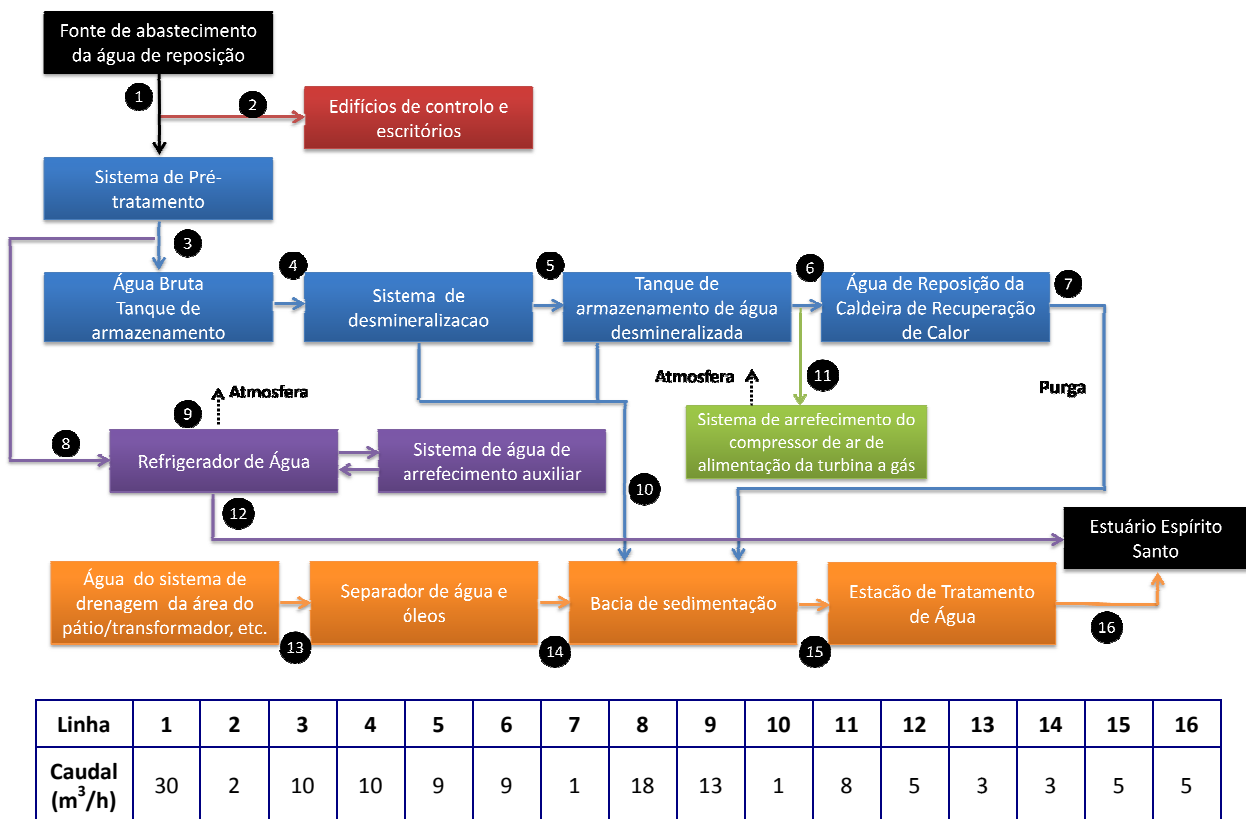 Fonte de abastecimento
da água de reposição
1
2
Edifícios de controlo e
escritórios
Sistema de Pré-
tratamento
3
4
5
6
7
Água Bruta
Tanque de
armazenamento
Sistema de
desmineralizacao
Tanque de
armazenamento de água
desmineralizada
Água de Reposição da
Caldeira de Recuperação
de Calor
Atmosfera
9
Atmosfera
11
Purga
8
Refrigerador de Água
Sistema de água de
arrefecimento auxiliar
Sistema de arrefecimento do
compressor de ar de
alimentação da turbina a gás
10
12
Estuário Espírito
Santo
Água do sistema de
drenagem da área do
pátio/transformador, etc.
Separador de água e
óleos
Bacia de sedimentação
Estacão de Tratamento
de Água
13
14
15
16
Linha 1 2 3 4 5 6 7 8 9 10 11 12 13 14 15 16
Caudal
(m³/h) 30 2 10 10 9 9 1 18 13 1 8 5 3 3 5 5